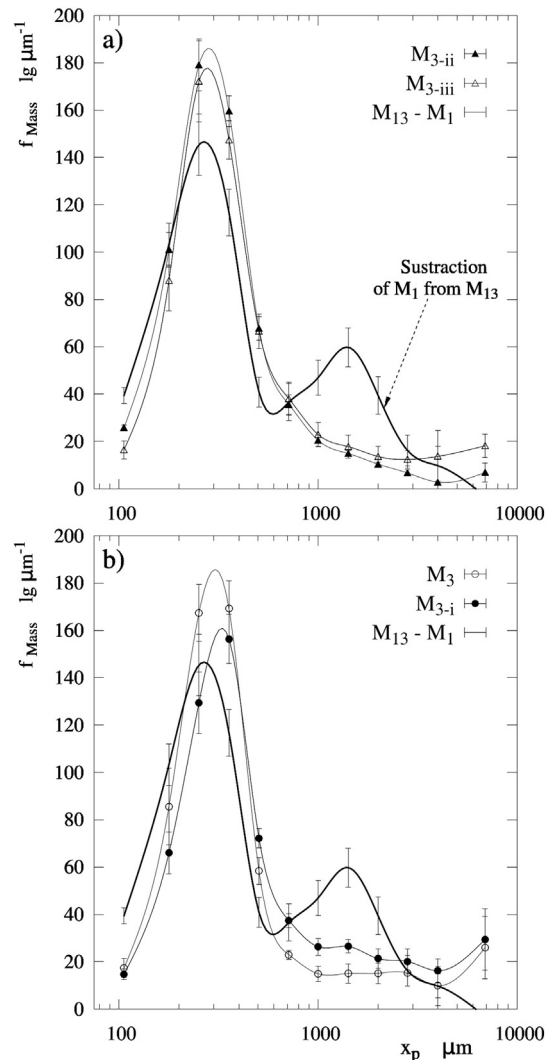 a)
f Mass lg μm⁻¹
200
180
160
140
120
100
80
60
40
20
0
M3-ii
M3-iii
M13 - M1
Sustraction
of M1 from M13
100 1000 10000
b)
f Mass lg μm⁻¹
200
180
160
140
120
100
80
60
40
20
0
M3
M3-i
M13 - M1
100 1000 10000
xp μm